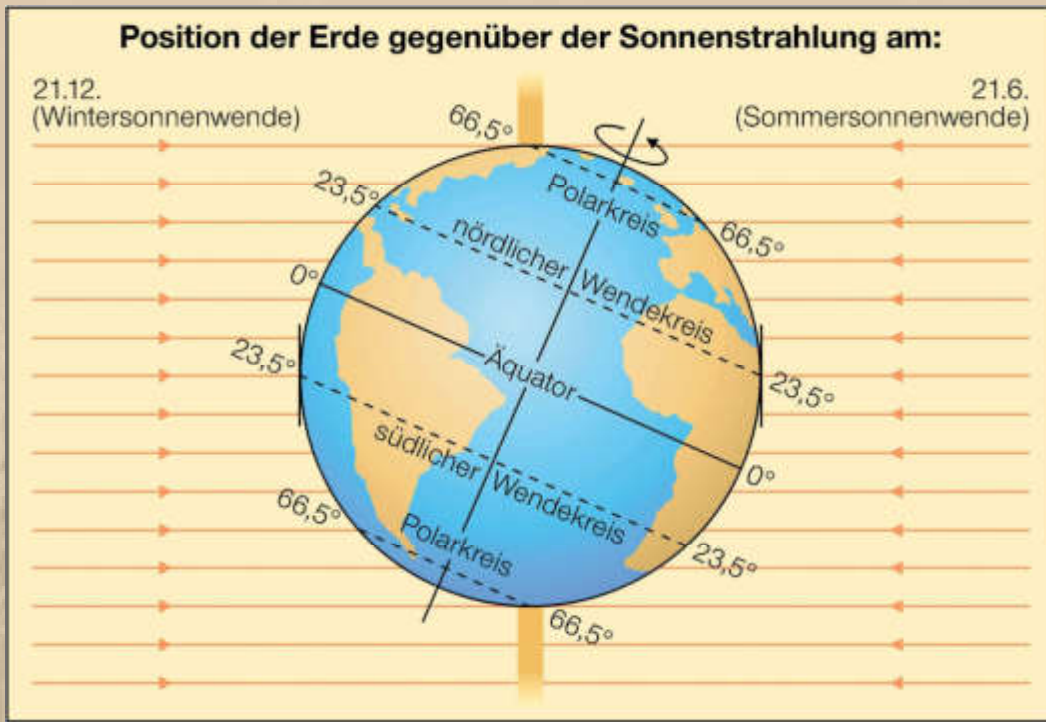 Position der Erde gegenüber der Sonnenstrahlung am:
21.12.
(Wintersonnenwende)
21.6.
(Sommersonnenwende)
66,5°
Polarkreis
66,5°
23,5°
nördlicher Wendekreis
23,5°
0°
Äquator
0°
23,5°
südlicher Wendekreis
23,5°
66,5°
Polarkreis
66,5°